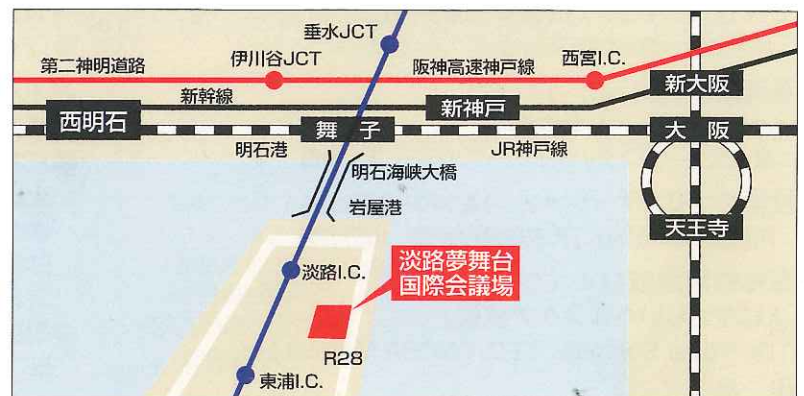 垂水JCT
第二神明道路
伊川谷JCT
阪神高速神戸線
西宮I.C.
新大阪
新幹線
新神戸
西明石
舞子
大阪
明石港
JR神戸線
明石海峡大橋
岩屋港
天王寺
淡路I.C.
淡路夢舞台
国際会議場
R28
東浦I.C.